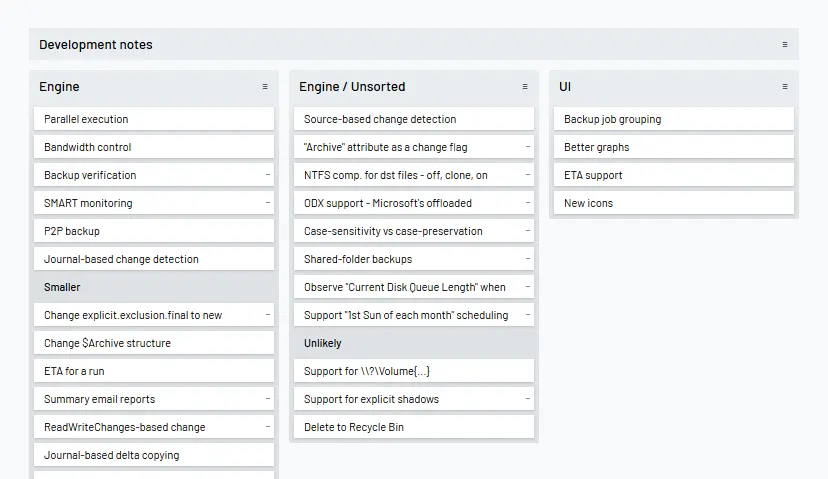 Development notes
Engine
Parallel execution
Bandwidth control
Backup verification
SMART monitoring
P2P backup
Journal-based change detection
Smaller
Change explicit.exclusion.final to new
Change $Archive structure
ETA for a run
Summary email reports
ReadWriteChanges-based change
Journal-based delta copying
Engine / Unsorted
Source-based change detection
"Archive" attribute as a change flag
NTFS comp. for dst files - off, clone, on
ODX support - Microsoft's offloaded
Case-sensitivity vs case-preservation
Shared-folder backups
Observe "Current Disk Queue Length" when
Support "1st Sun of each month" scheduling
Unlikely
Support for \\?\Volume{...}
Support for explicit shadows
Delete to Recycle Bin
UI
Backup job grouping
Better graphs
ETA support
New icons